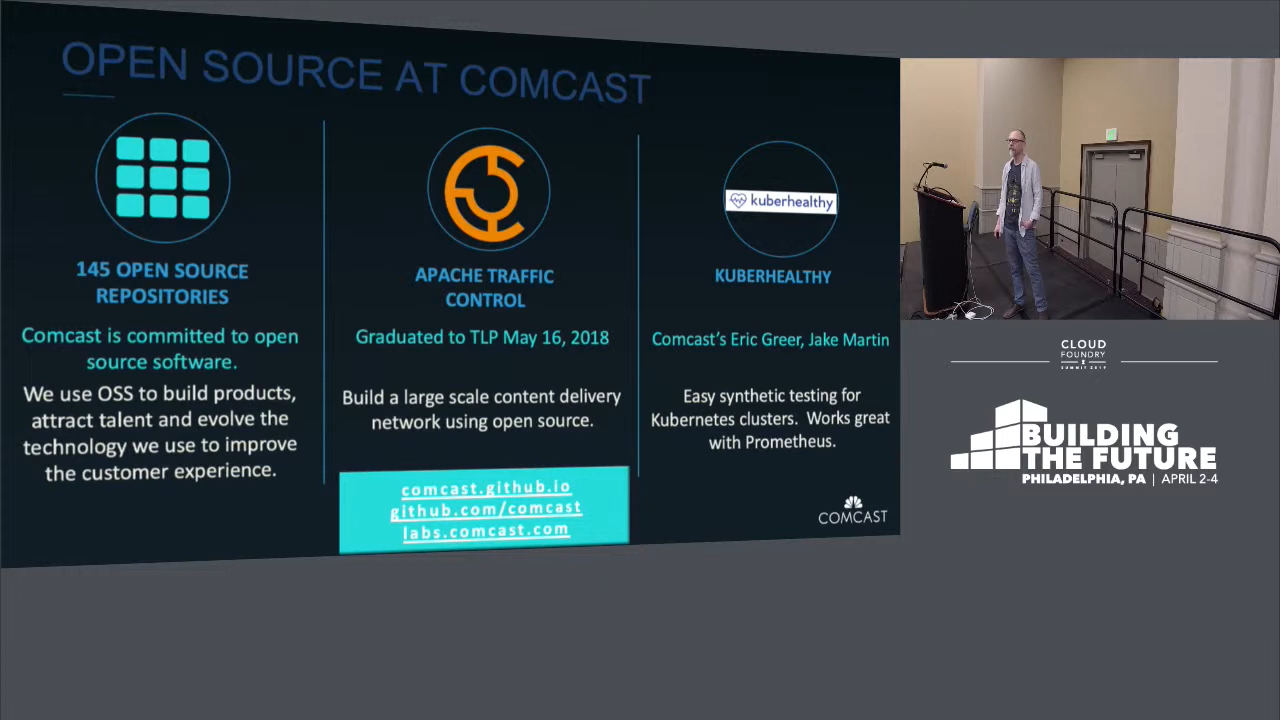 OPEN SOURCE AT COMCAST
145 OPEN SOURCE
REPOSITORIES
Comcast is committed to open
source software.
We use OSS to build products,
attract talent and evolve the
technology we use to improve
the customer experience.
APACHE TRAFFIC
CONTROL
Graduated to TLP May 16, 2018
Build a large scale content delivery
network using open source.
comcast.github.io
github.com/comcast
labs.comcast.com
kuberhealthy
KUBERHEALTHY
Comcast's Eric Greer, Jake Martin
Easy synthetic testing for
Kubernetes clusters. Works great
with Prometheus.
COMCAST
CLOUD
FOUNDRY
SUMMIT 2019
BUILDING
THE FUTURE
PHILADELPHIA, PA | APRIL 2-4